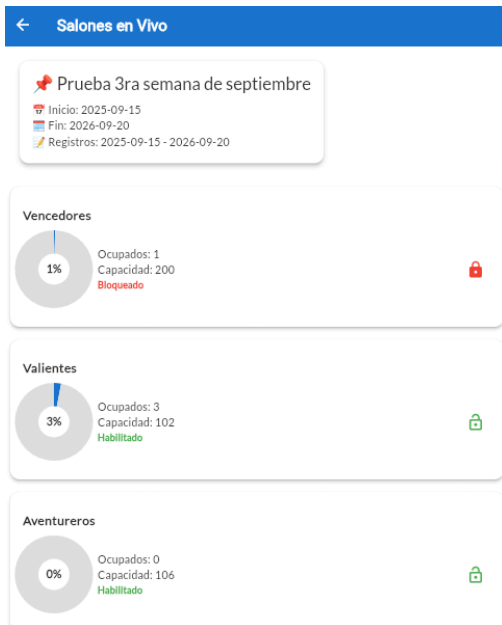 Salones en Vivo
Prueba 3ra semana de septiembre
Inicio: 2025-09-15
Fin: 2026-09-20
Registros: 2025-09-15 - 2026-09-20
Vencedores
1%
Ocupados: 1
Capacidad: 200
Bloqueado
Valientes
3%
Ocupados: 3
Capacidad: 102
Habilitado
Aventureros
0%
Ocupados: 0
Capacidad: 106
Habilitado